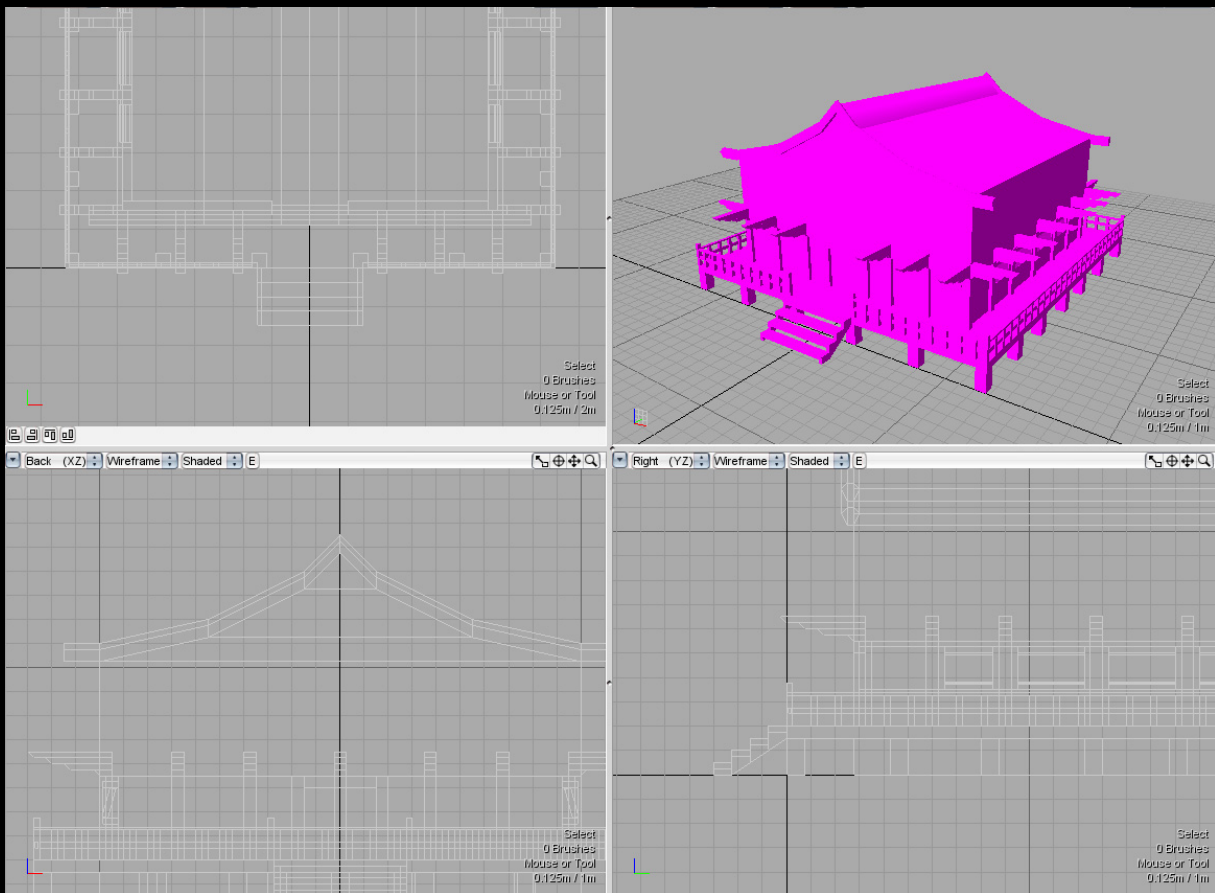 Select
0 Brushes
Mouse or Tool
0.125m / 2m
Select
0 Brushes
Mouse or Tool
0.125m / 1m
Back (XZ) Wireframe Shaded E
Right (YZ) Wireframe Shaded E
Select
0 Brushes
Mouse or Tool
0.125m / 1m
Select
0 Brushes
Mouse or Tool
0.125m / 1m